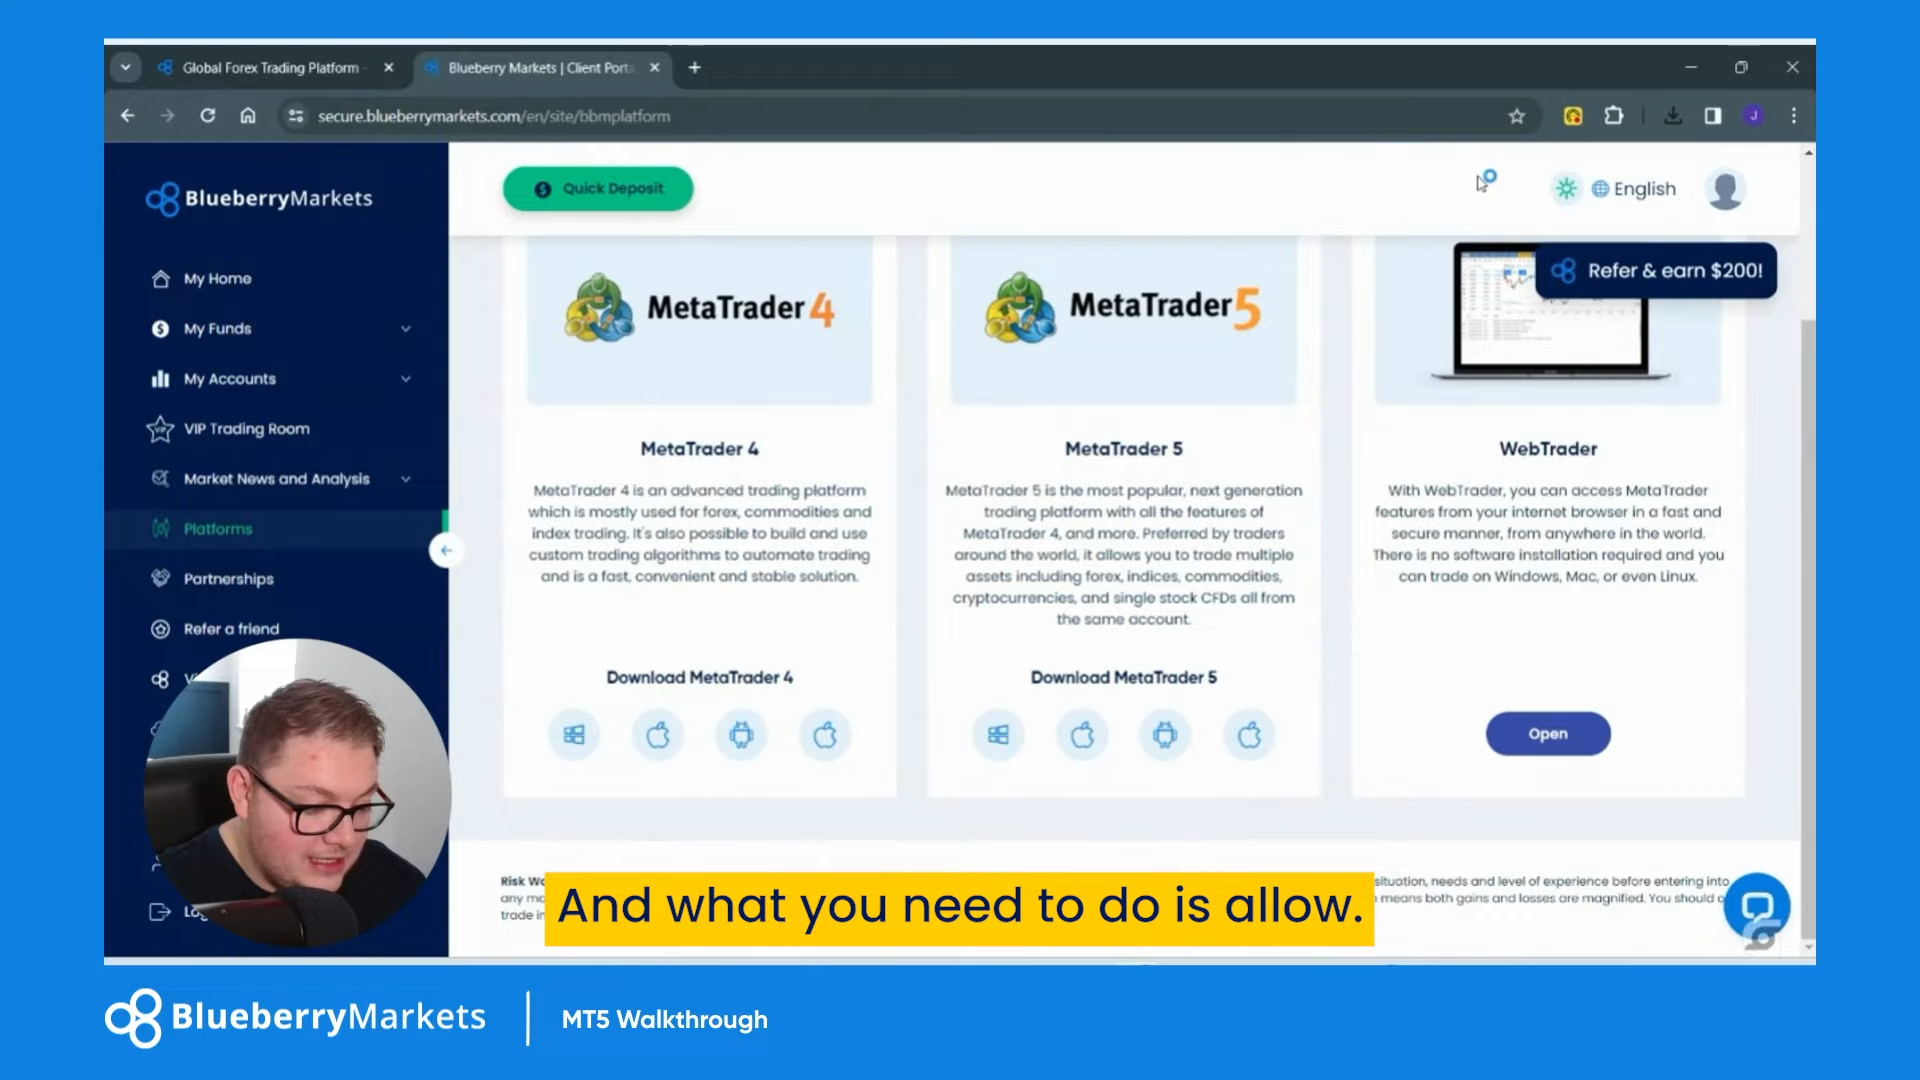 Global Forex Trading Platform -
Blueberry Markets | Client Porta
secure.blueberrymarkets.com/en/site/bbmplatform
J
BlueberryMarkets
Quick Deposit
English
Refer & earn $200!
My Home
My Funds
My Accounts
VIP Trading Room
Market News and Analysis
Platforms
Partnerships
Refer a friend
MetaTrader 4
MetaTrader 5
MetaTrader 4
MetaTrader 4 is an advanced trading platform
which is mostly used for forex, commodities and
index trading. It's also possible to build and use
custom trading algorithms to automate trading
and is a fast, convenient and stable solution.
Download MetaTrader 4
MetaTrader 5
MetaTrader 5 is the most popular, next generation
trading platform with all the features of
MetaTrader 4, and more. Preferred by traders
around the world, it allows you to trade multiple
assets including forex, indices, commodities,
cryptocurrencies, and single stock CFDs all from
the same account.
Download MetaTrader 5
WebTrader
With WebTrader, you can access MetaTrader
features from your internet browser in a fast and
secure manner, from anywhere in the world.
There is no software installation required and you
can trade on Windows, Mac, or even Linux.
Open
Risk
situation, needs and level of experience before entering into
any
means both gains and losses are magnified. You should
trade
And what you need to do is allow.
BlueberryMarkets
MT5 Walkthrough